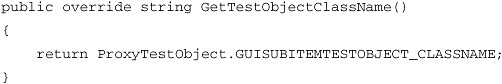 public override string GetTestObjectClassName()
{
    return ProxyTestObject.GUISUBITEMTESTOBJECT_CLASSNAME;
}